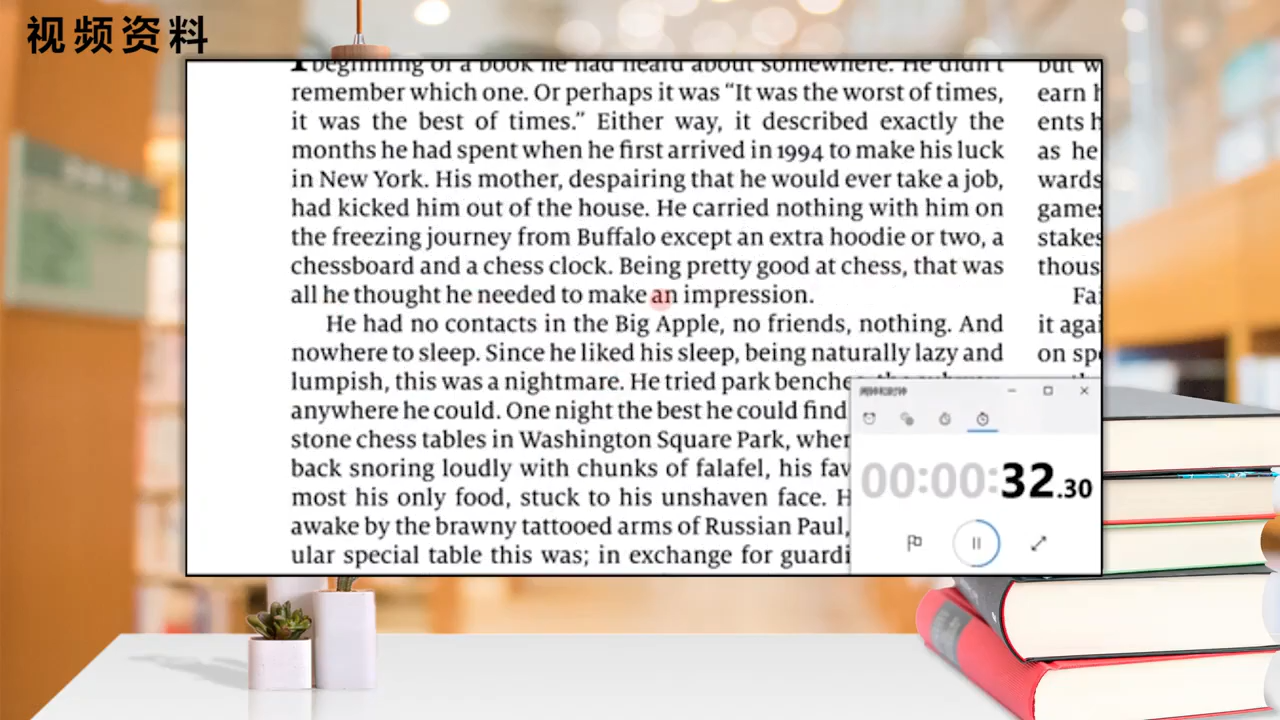 视频资料
beginning of a book he had heard about somewhere. He didn't
remember which one. Or perhaps it was “It was the worst of times,
it was the best of times.” Either way, it described exactly the
months he had spent when he first arrived in 1994 to make his luck
in New York. His mother, despairing that he would ever take a job,
had kicked him out of the house. He carried nothing with him on
the freezing journey from Buffalo except an extra hoodie or two, a
chessboard and a chess clock. Being pretty good at chess, that was
all he thought he needed to make an impression.
He had no contacts in the Big Apple, no friends, nothing. And
nowhere to sleep. Since he liked his sleep, being naturally lazy and
lumpish, this was a nightmare. He tried park benches, the subway,
anywhere he could. One night the best he could find
stone chess tables in Washington Square Park, wher
back snoring loudly with chunks of falafel, his fav
most his only food, stuck to his unshaven face. H
awake by the brawny tattooed arms of Russian Paul,
ular special table this was; in exchange for guardi
but w
earn h
ents h
as he
wards
games
stakes
thous
Fai
it agai
on spe
闹钟和时钟
00:00:32.30